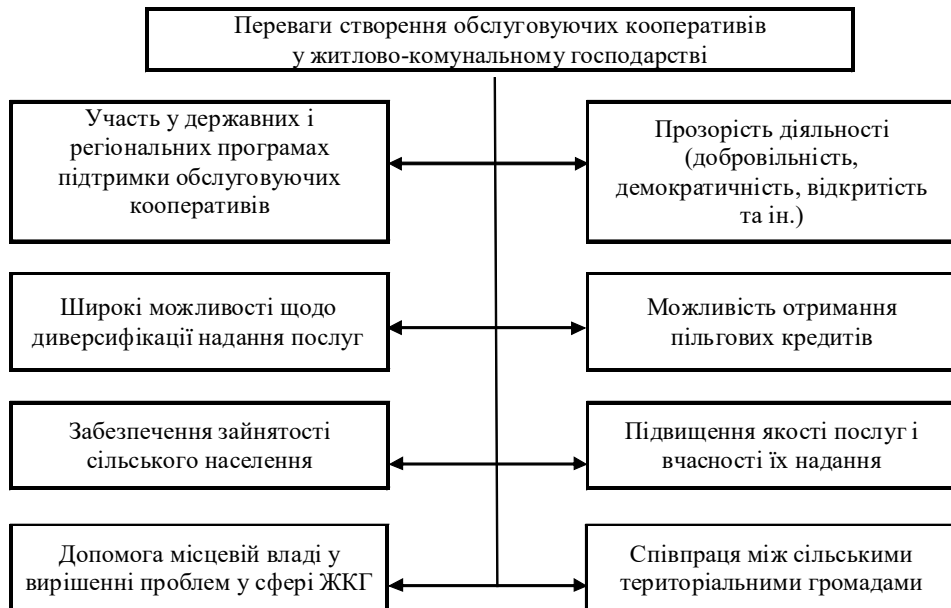 Переваги створення обслуговуючих кооперативів
у житлово-комунальному господарстві
Участь у державних і
регіональних програмах
підтримки обслуговуючих
кооперативів
Прозорість діяльності
(добровільність,
демократичність, відкритість
та ін.)
Широкі можливості щодо
диверсифікації надання послуг
Можливість отримання
пільгових кредитів
Забезпечення зайнятості
сільського населення
Підвищення якості послуг і
вчасності їх надання
Допомога місцевій владі у
вирішенні проблем у сфері ЖКГ
Співпраця між сільськими
територіальними громадами